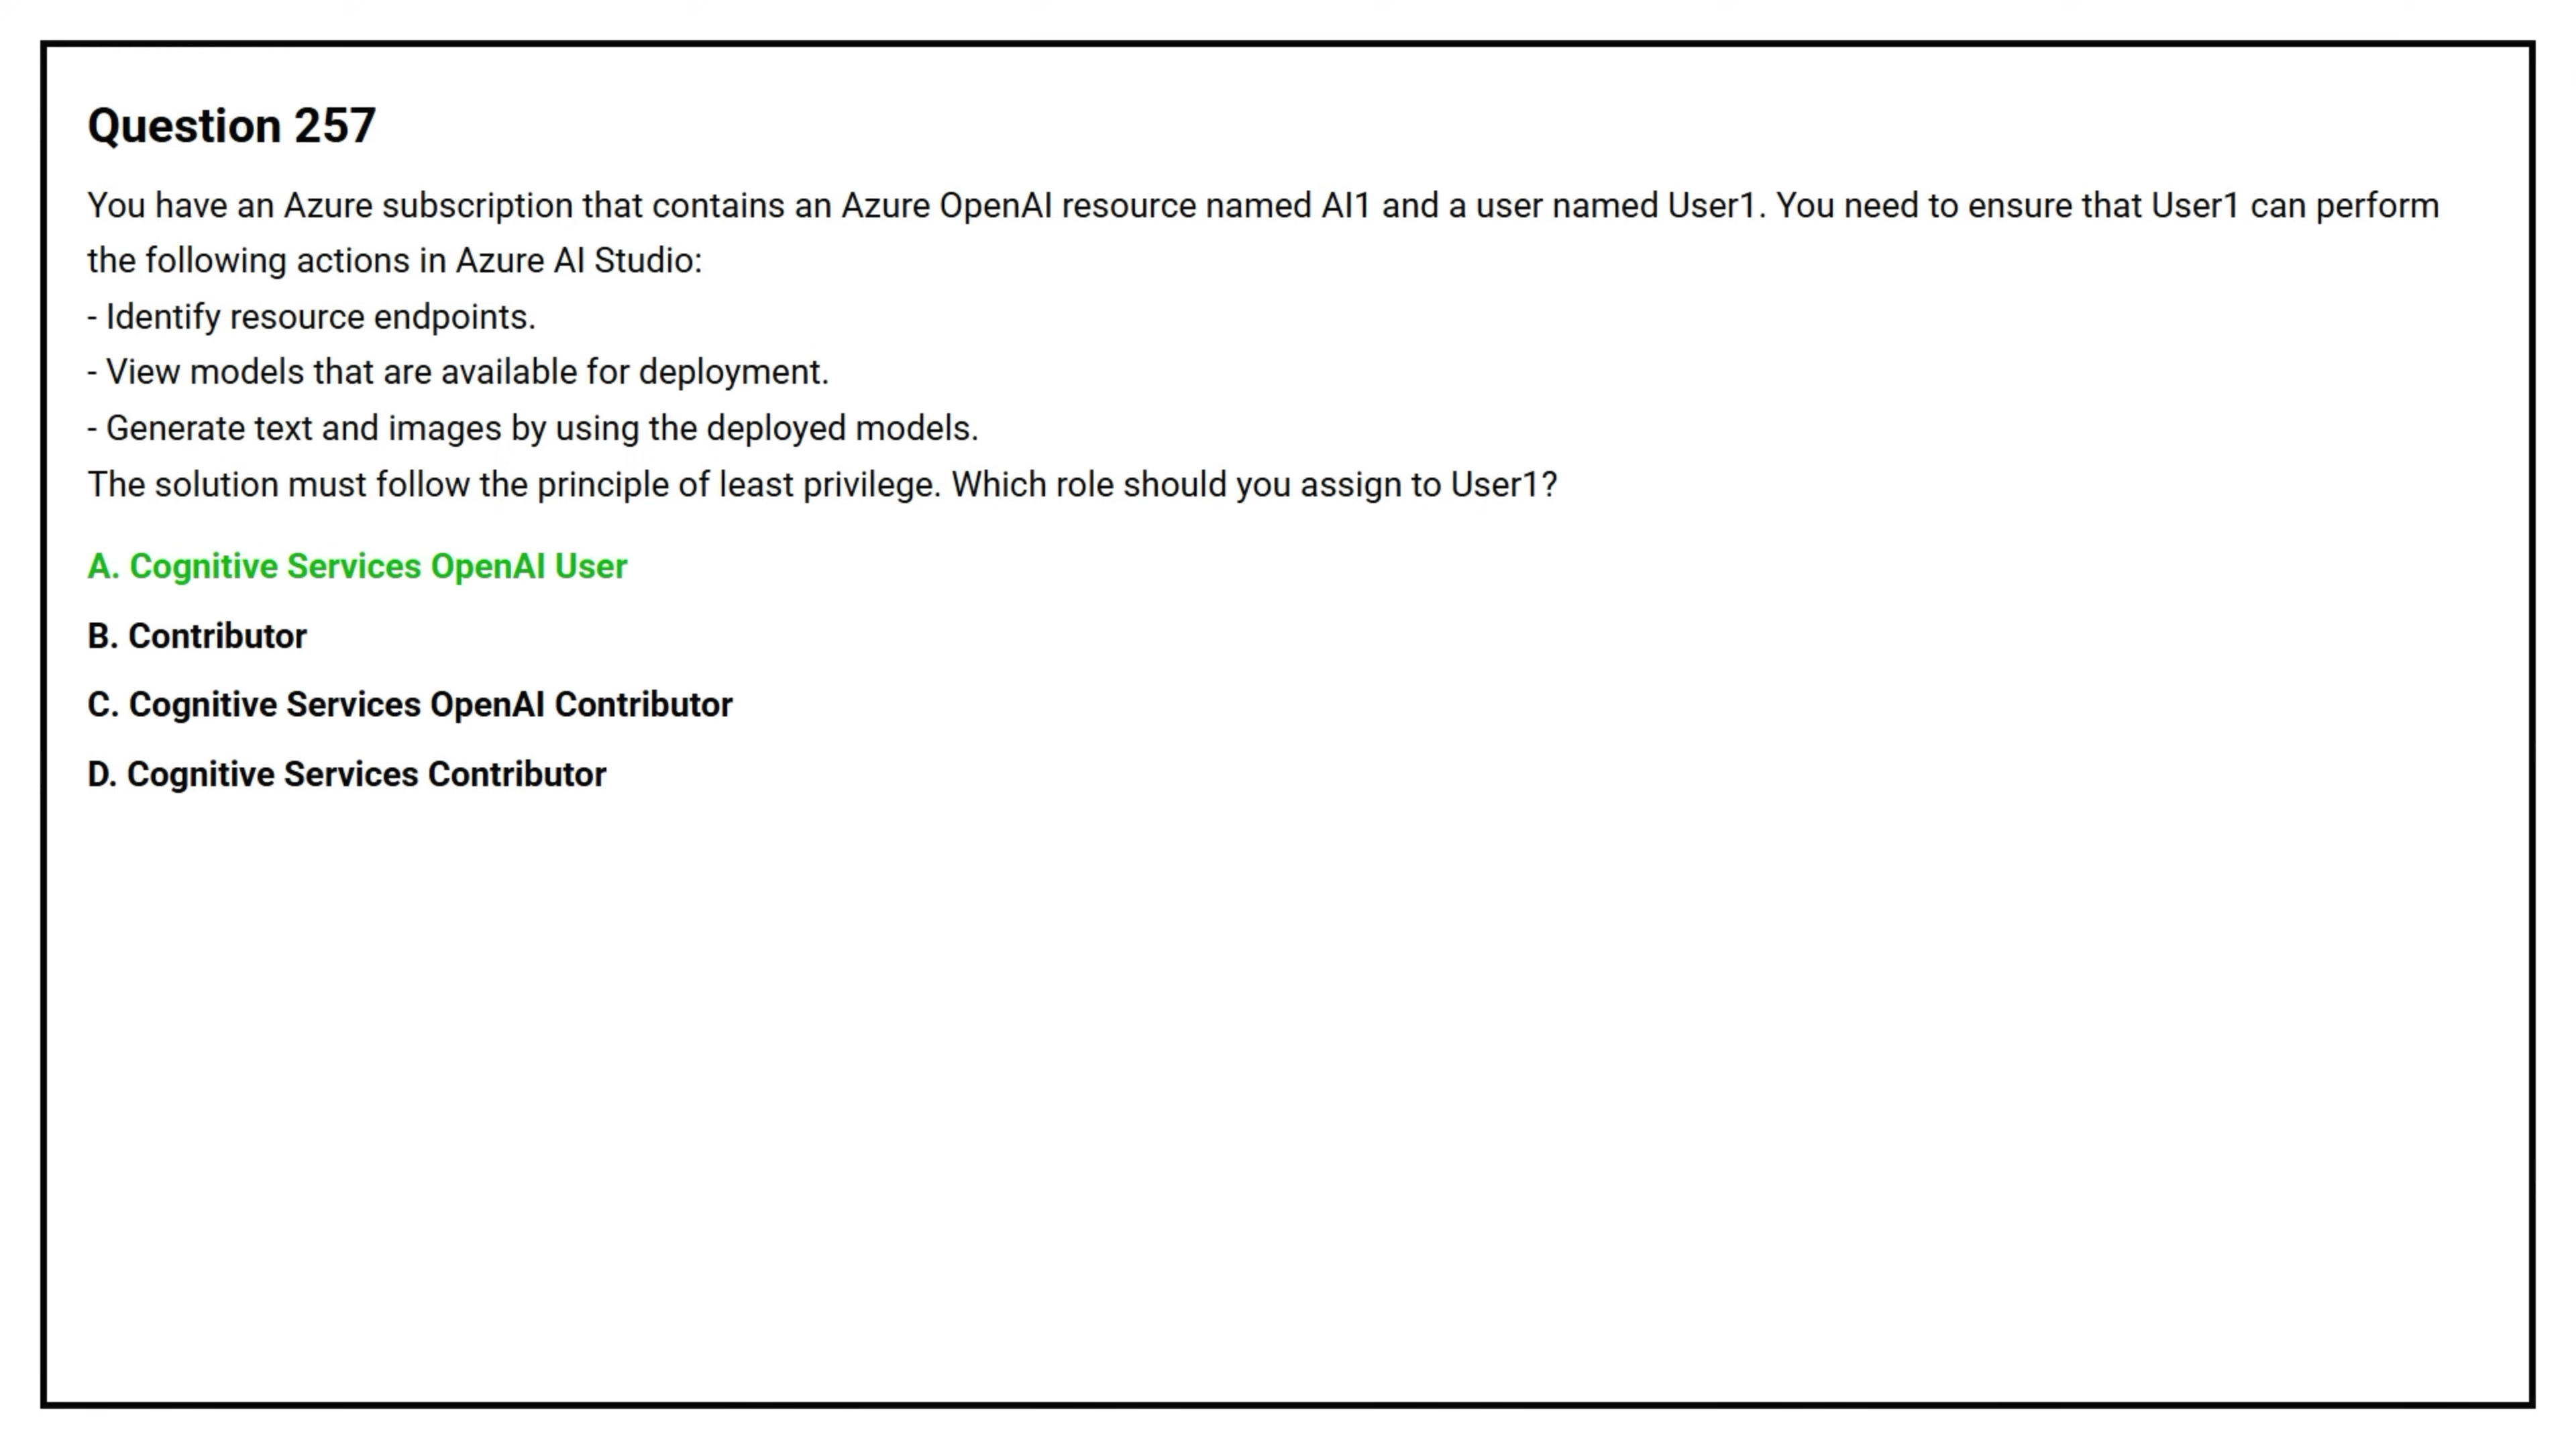 Question 257
You have an Azure subscription that contains an Azure OpenAI resource named AI1 and a user named User1. You need to ensure that User1 can perform
the following actions in Azure AI Studio:
- Identify resource endpoints.
- View models that are available for deployment.
- Generate text and images by using the deployed models.
The solution must follow the principle of least privilege. Which role should you assign to User1?
A. Cognitive Services OpenAI User
B. Contributor
C. Cognitive Services OpenAI Contributor
D. Cognitive Services Contributor